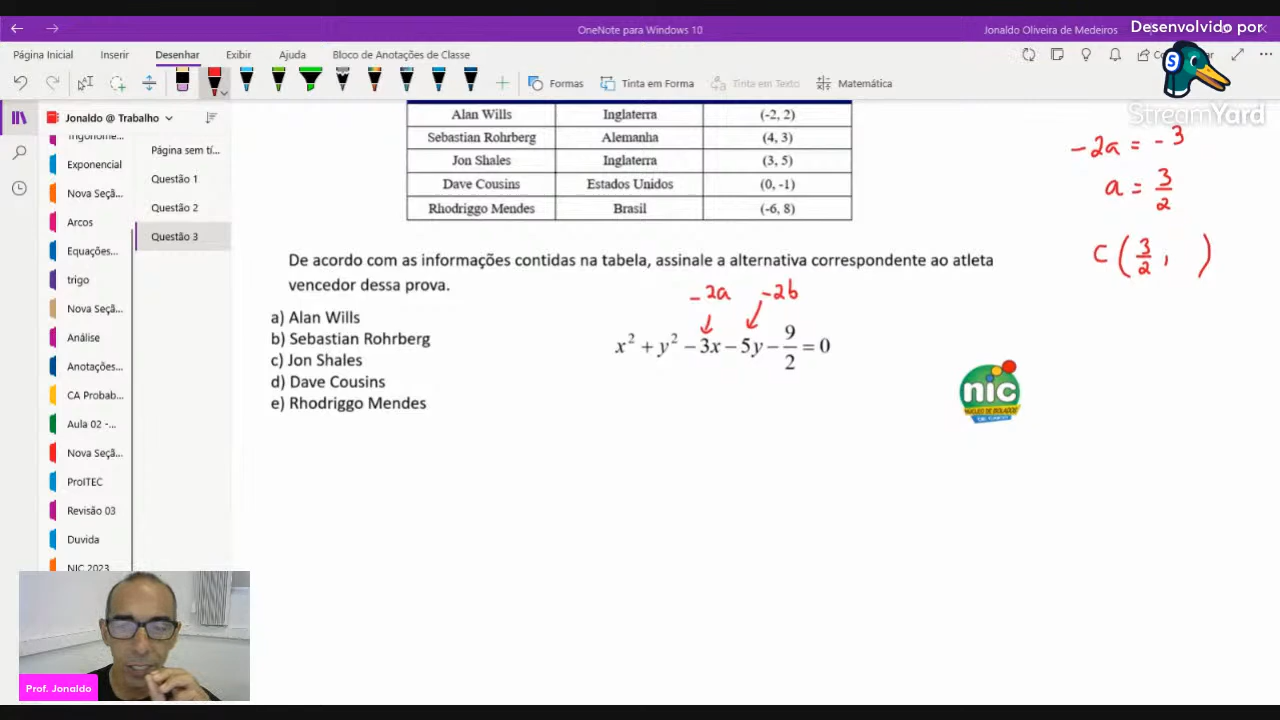 OneNote para Windows 10
Jonaldo Oliveira de Medeiros
Desenvolvido por
StreamYard
Página Inicial
Inserir
Desenhar
Exibir
Ajuda
Bloco de Anotações de Classe
Formas
Tinta em Forma
Tinta em Texto
Matemática
Jonaldo @ Trabalho
Exponencial
Nova Seçã...
Arcos
Equações...
trigo
Nova Seçã...
Análise
Anotações...
CA Probab...
Aula 02 -...
Nova Seçã...
ProITEC
Revisão 03
Duvida
NIC 2023
Página sem tí...
Questão 1
Questão 2
Questão 3
Alan Wills Inglaterra (-2, 2)
Sebastian Rohrberg Alemanha (4, 3)
Jon Shales Inglaterra (3, 5)
Dave Cousins Estados Unidos (0, -1)
Rhodriggo Mendes Brasil (-6, 8)
De acordo com as informações contidas na tabela, assinale a alternativa correspondente ao atleta
vencedor dessa prova.
a) Alan Wills
b) Sebastian Rohrberg
c) Jon Shales
d) Dave Cousins
e) Rhodriggo Mendes
-2a -2b
x² + y² − 3x − 5y − 9/2 = 0
-2a = -3
a = 3/2
C (3/2, )
nic
Prof. Jonaldo